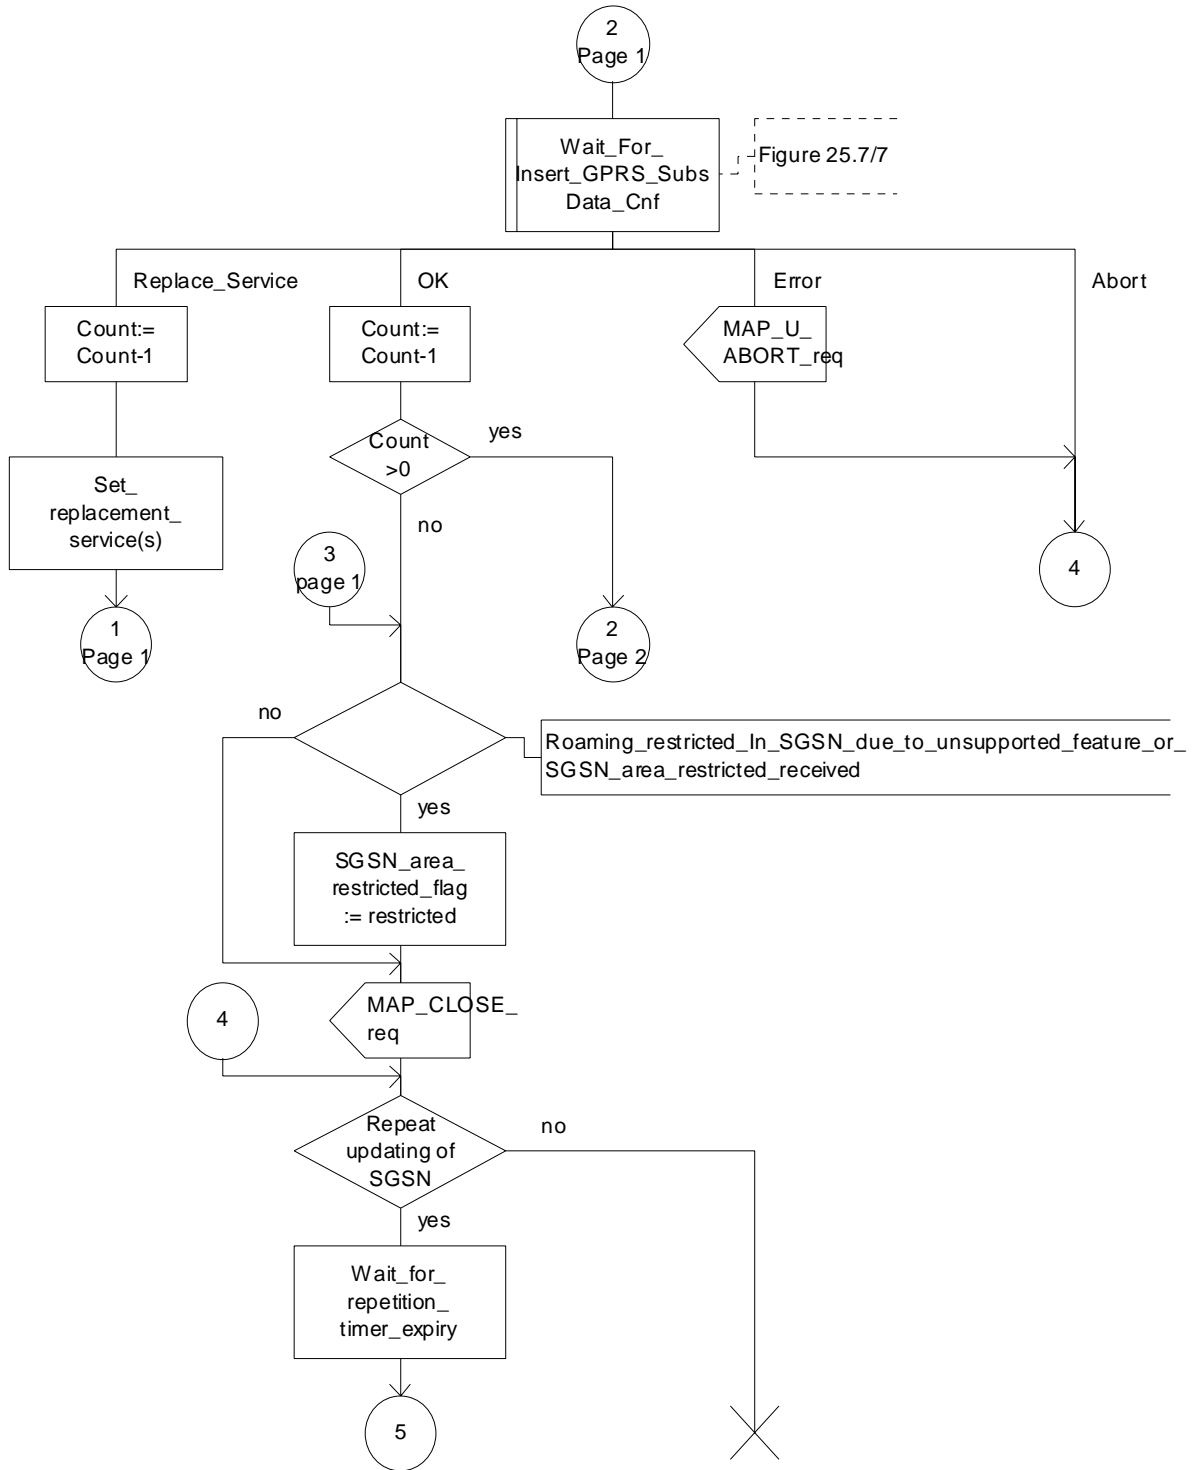 2
Page 1
Wait_For_
Insert_GPRS_Subs
Data_Cnf
Figure 25.7/7
Replace_Service
OK
Error
Abort
Count:=
Count-1
Count:=
Count-1
MAP_U_
ABORT_req
Count
>0
yes
no
Set_
replacement_
service(s)
3
page 1
4
1
Page 1
2
Page 2
no
Roaming_restricted_In_SGSN_due_to_unsupported_feature_or_
SGSN_area_restricted_received
yes
SGSN_area_
restricted_flag
:= restricted
4
MAP_CLOSE_
req
Repeat
updating of
SGSN
no
yes
Wait_for_
repetition_
timer_expiry
5